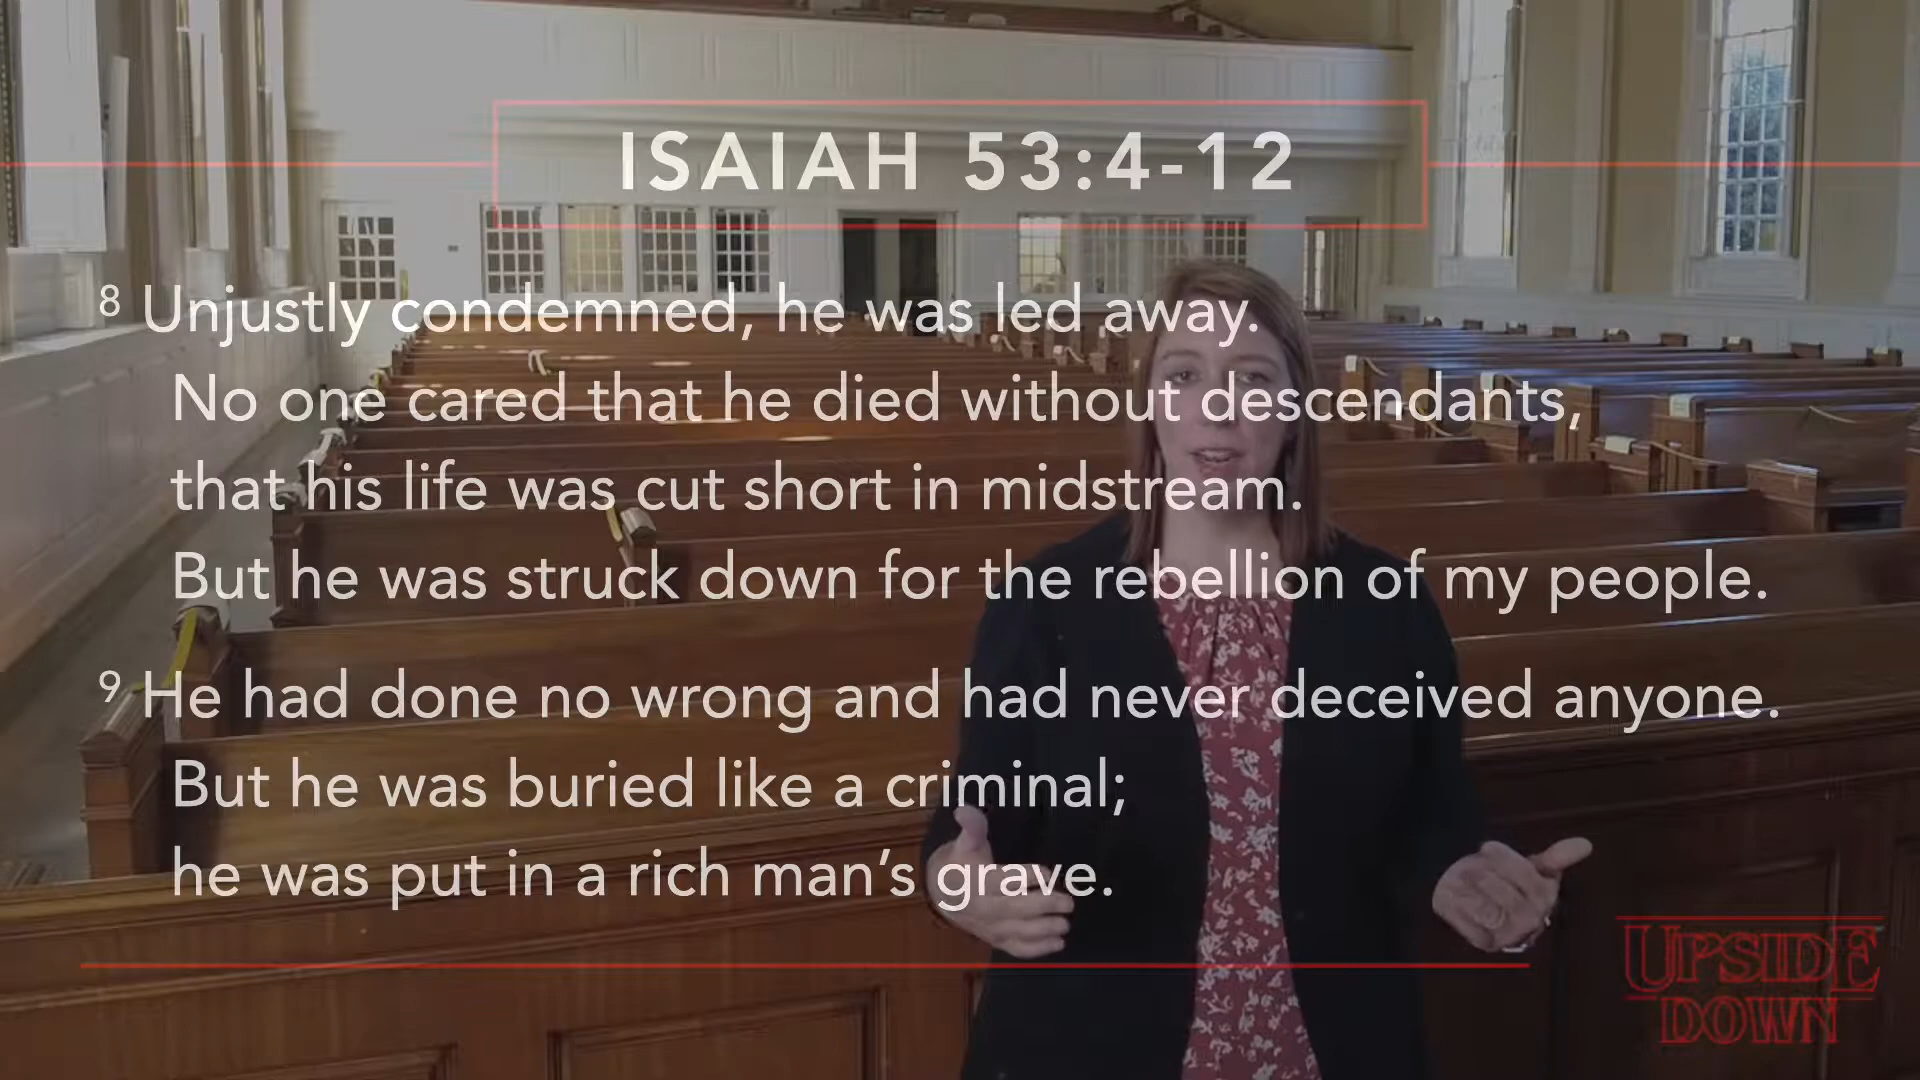 ISAIAH 53:4-12
8 Unjustly condemned, he was led away.
No one cared that he died without descendants,
that his life was cut short in midstream.
But he was struck down for the rebellion of my people.
9 He had done no wrong and had never deceived anyone.
But he was buried like a criminal;
he was put in a rich man’s grave.
UPSIDE
DOWN